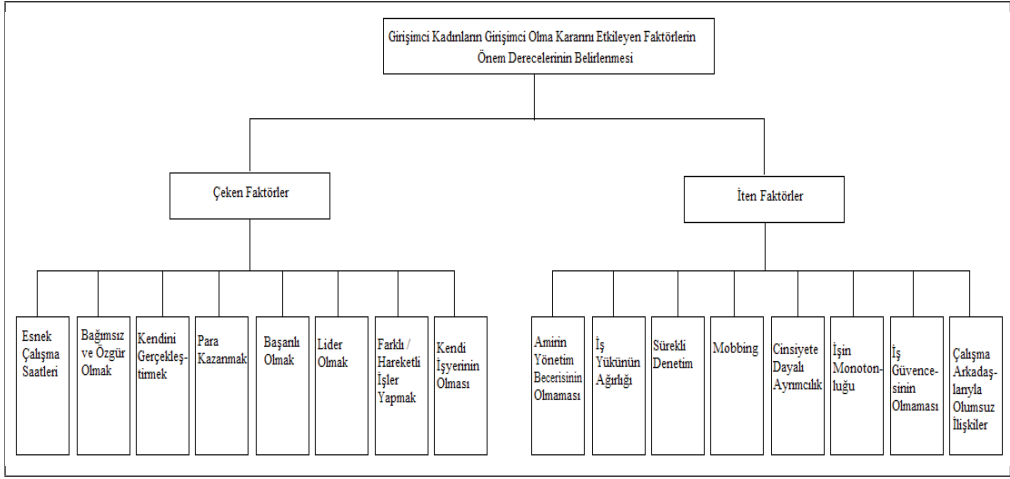 Girişimci Kadınların Girişimci Olma Kararını Etkileyen Faktörlerin
Önem Derecelerinin Belirlenmesi
Çeken Faktörler
İten Faktörler
Esnek
Çalışma
Saatleri
Bağımsız
ve Özgür
Olmak
Kendini
Gerçekleş-
tirmek
Para
Kazanmak
Başarılı
Olmak
Lider
Olmak
Farklı /
Hareketli
İşler
Yapmak
Kendi
İşyerinin
Olması
Amirin
Yönetim
Becerisinin
Olmaması
İş
Yükünün
Ağırlığı
Sürekli
Denetim
Mobbing
Cinsiyete
Dayalı
Ayrımcılık
İşin
Monoton-
luğu
İş
Güvence-
sinin
Olmaması
Çalışma
Arkadaş-
larıyla
Olumsuz
İlişkiler